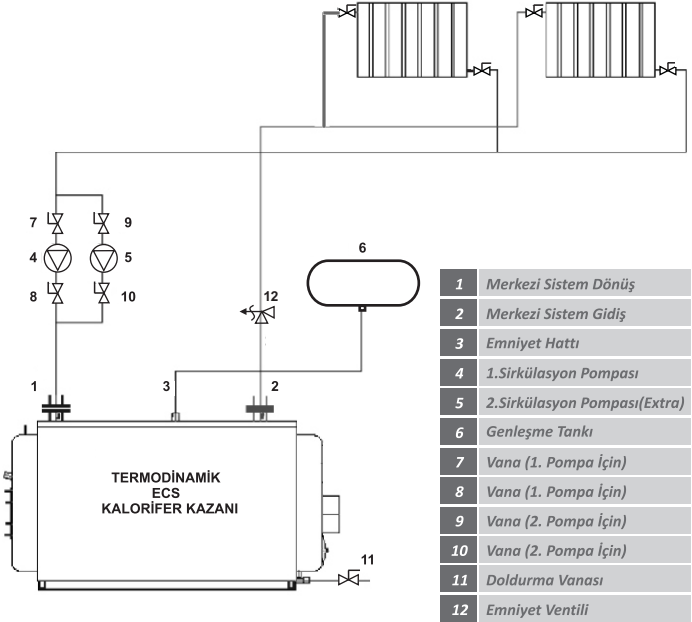 7
9
4
5
6
8
10
12
1
3
2
TERMODİNAMİK
ECS
KALORİFER KAZANI
11
1 Merkezi Sistem Dönüş
2 Merkezi Sistem Gidiş
3 Emniyet Hattı
4 1.Sirkülasyon Pompası
5 2.Sirkülasyon Pompası(Extra)
6 Genleşme Tankı
7 Vana (1. Pompa İçin)
8 Vana (1. Pompa İçin)
9 Vana (2. Pompa İçin)
10 Vana (2. Pompa İçin)
11 Doldurma Vanası
12 Emniyet Ventili